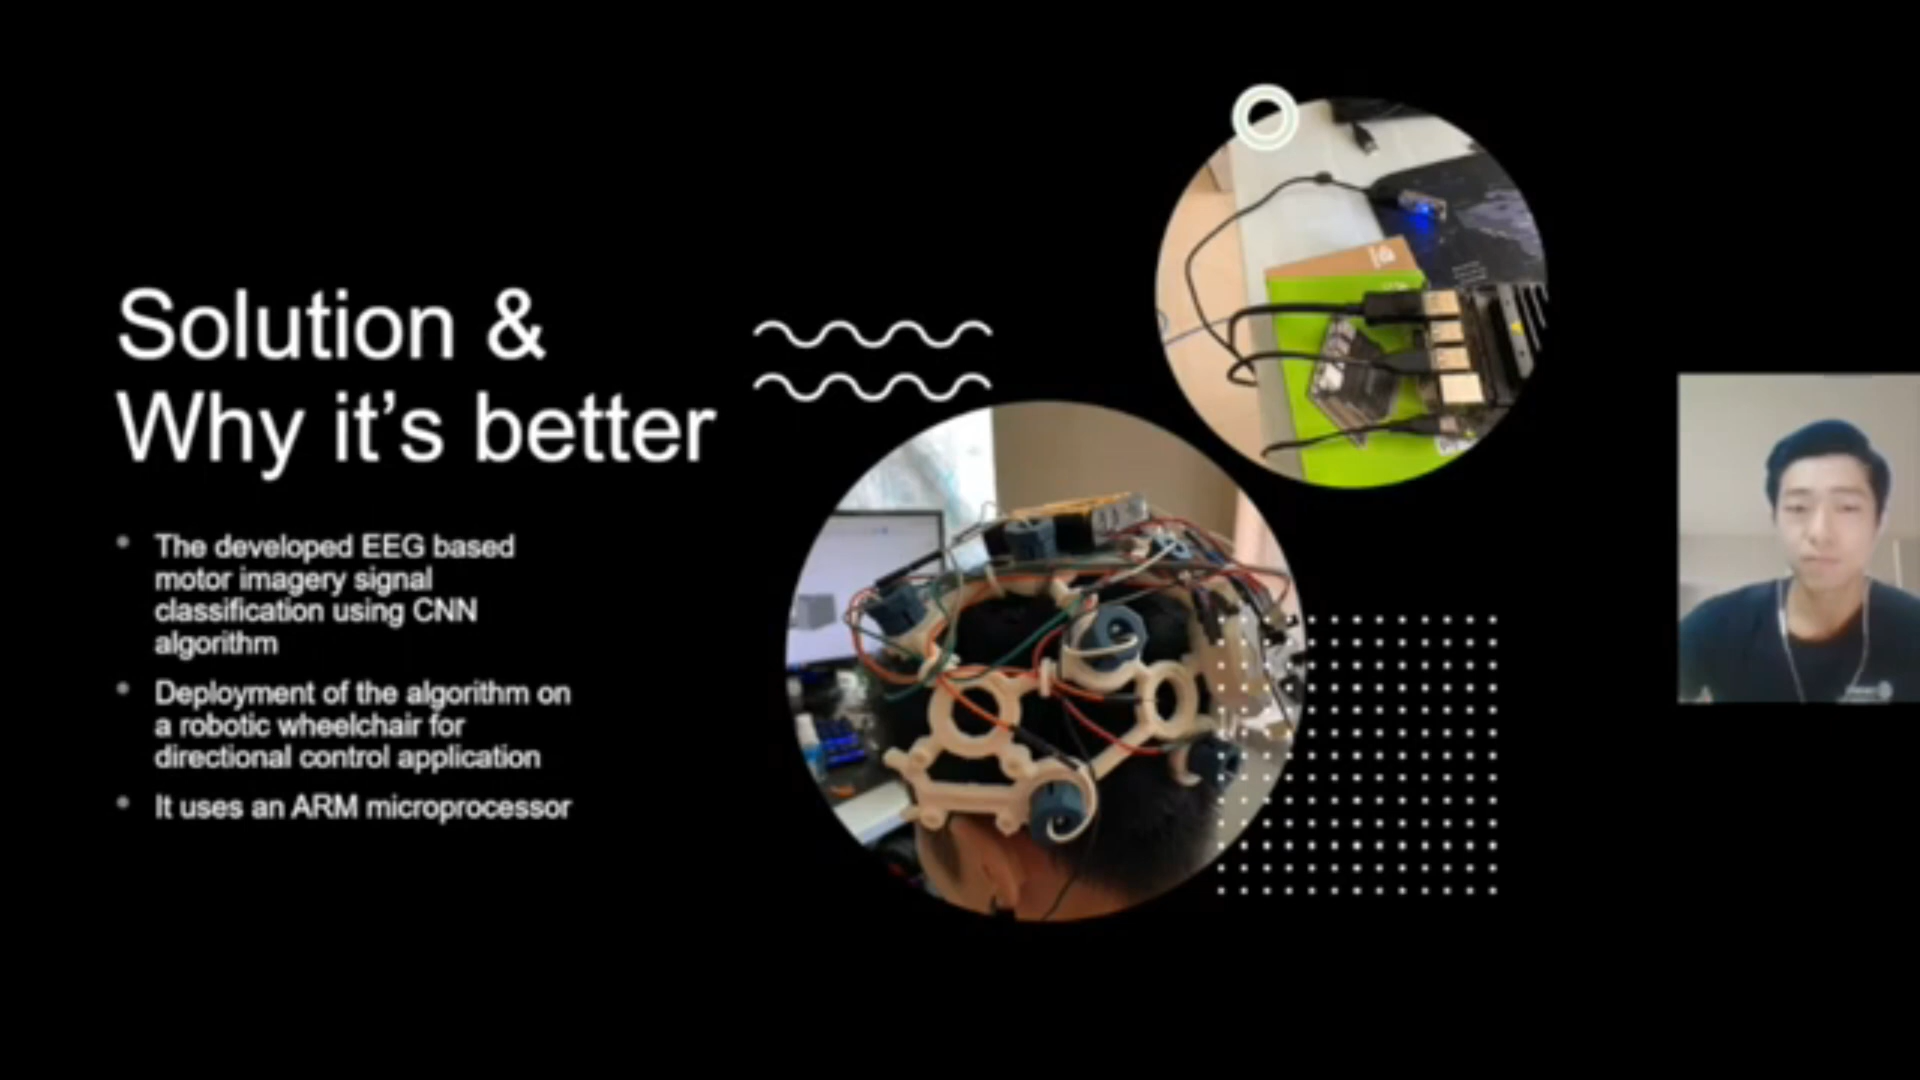 Solution &
Why it’s better
• The developed EEG based
motor imagery signal
classification using CNN
algorithm
• Deployment of the algorithm on
a robotic wheelchair for
directional control application
• It uses an ARM microprocessor